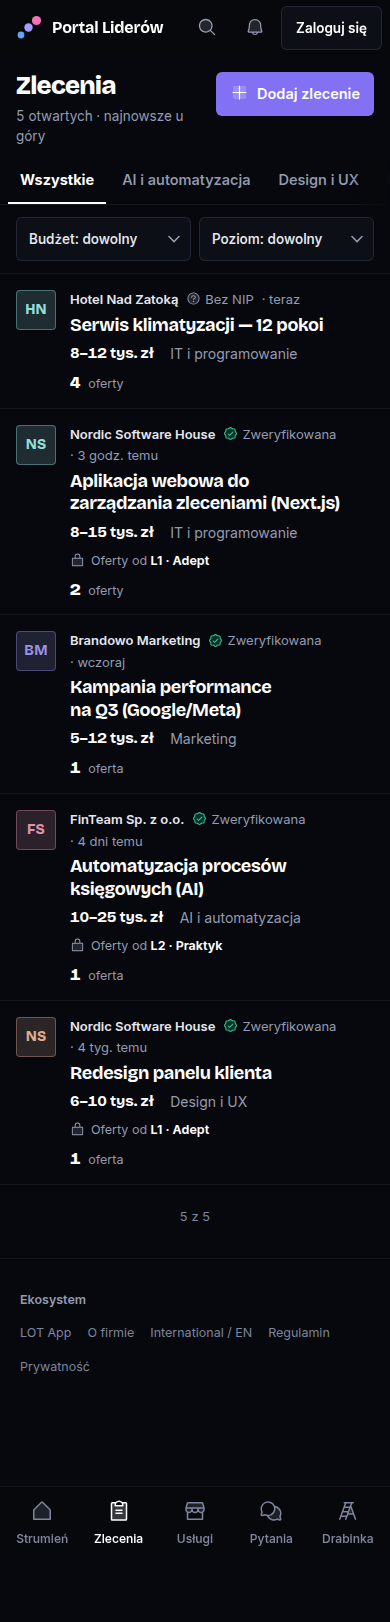 Portal Liderów
Zaloguj się
Zlecenia
Dodaj zlecenie
5 otwartych · najnowsze u
góry
Wszystkie AI i automatyzacja Design i UX
Budżet: dowolny Poziom: dowolny
HN
Hotel Nad Zatoką Bez NIP · teraz
Serwis klimatyzacji — 12 pokoi
8–12 tys. zł IT i programowanie
4 oferty
NS
Nordic Software House Zweryfikowana
· 3 godz. temu
Aplikacja webowa do
zarządzania zleceniami (Next.js)
8–15 tys. zł IT i programowanie
Oferty od L1 · Adept
2 oferty
BM
Brandowo Marketing Zweryfikowana
· wczoraj
Kampania performance
na Q3 (Google/Meta)
5–12 tys. zł Marketing
1 oferta
FS
FinTeam Sp. z o.o. Zweryfikowana
· 4 dni temu
Automatyzacja procesów
księgowych (AI)
10–25 tys. zł AI i automatyzacja
Oferty od L2 · Praktyk
1 oferta
NS
Nordic Software House Zweryfikowana
· 4 tyg. temu
Redesign panelu klienta
6–10 tys. zł Design i UX
Oferty od L1 · Adept
1 oferta
5 z 5
Ekosystem
LOT App O firmie International / EN Regulamin
Prywatność
Strumień Zlecenia Usługi Pytania Drabinka